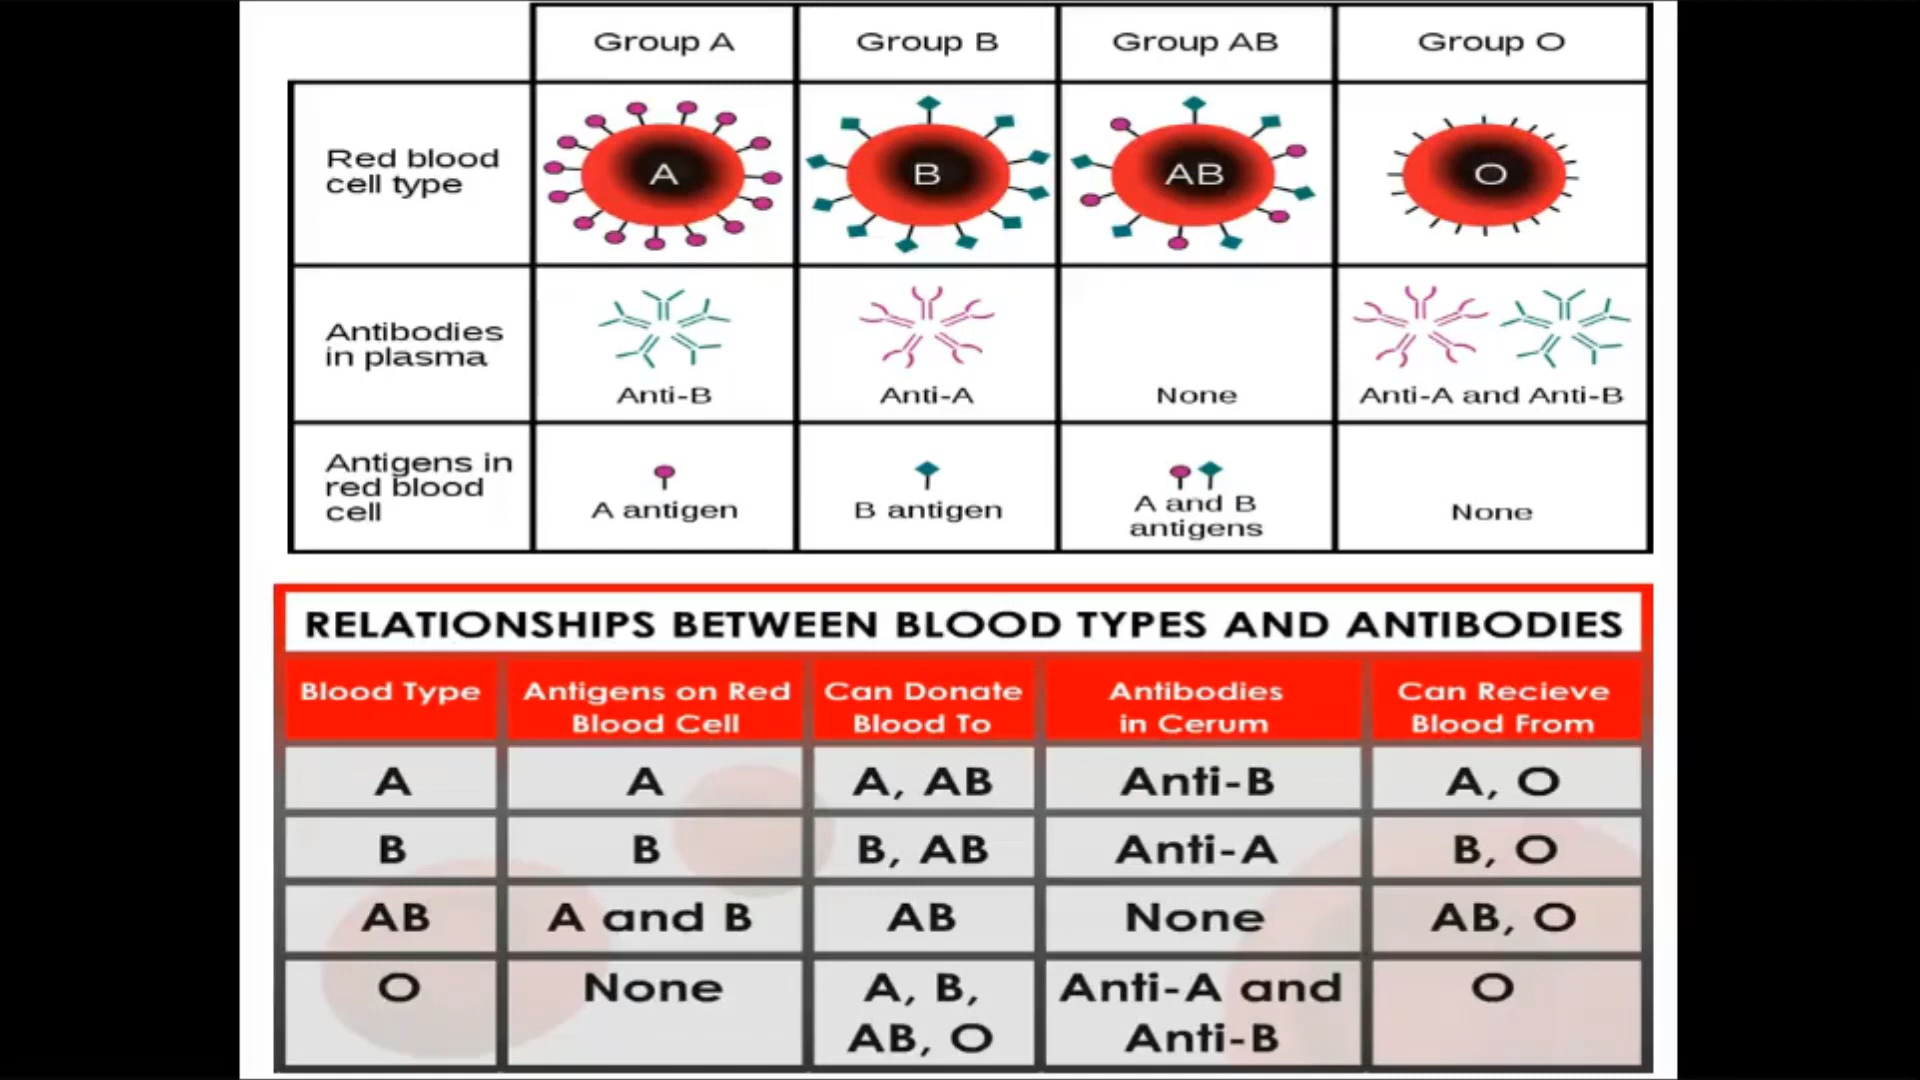 Group A Group B Group AB Group O
Red blood
cell type
A B AB O
Antibodies
in plasma
Anti-B Anti-A None Anti-A and Anti-B
Antigens in
red blood
cell
A antigen B antigen A and B
antigens None
RELATIONSHIPS BETWEEN BLOOD TYPES AND ANTIBODIES
Blood Type Antigens on Red
Blood Cell Can Donate
Blood To Antibodies
in Cerum Can Recieve
Blood From
A A A, AB Anti-B A, O
B B B, AB Anti-A B, O
AB A and B AB None AB, O
O None A, B,
AB, O Anti-A and
Anti-B O